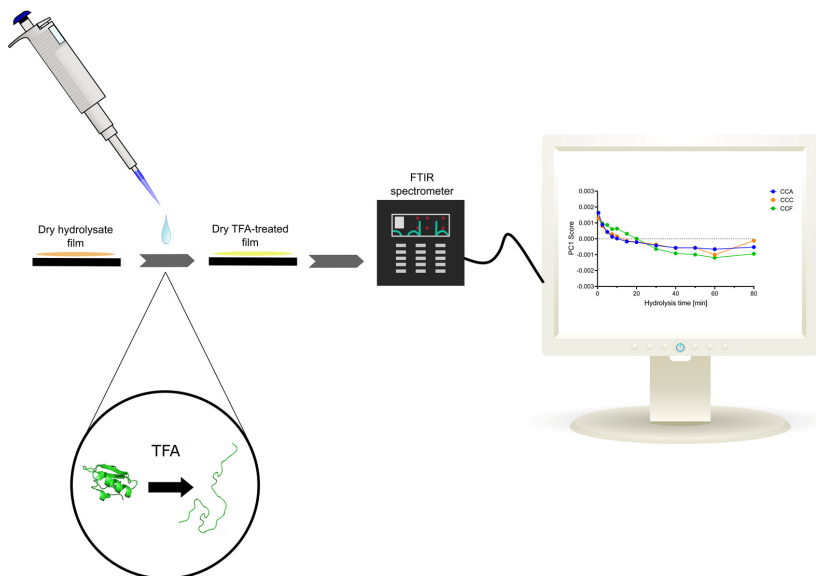 FTIR
spectrometer
Dry hydrolysate
film
Dry TFA-treated
film
TFA
PC1 Score
0.003
0.002
0.001
0.000
-0.001
-0.002
-0.003
0
20
40
60
80
Hydrolysis time [min]
CCA
CCC
CCF